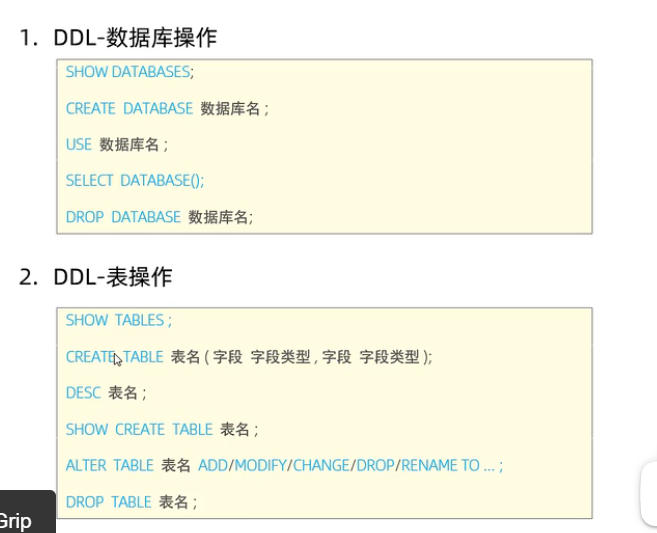 1. DDL-数据库操作
SHOW DATABASES;
CREATE DATABASE 数据库名 ;
USE 数据库名 ;
SELECT DATABASE();
DROP DATABASE 数据库名;
2. DDL-表操作
SHOW TABLES ;
CREATE TABLE 表名 ( 字段 字段类型 , 字段 字段类型 );
DESC 表名 ;
SHOW CREATE TABLE 表名 ;
ALTER TABLE 表名 ADD/MODIFY/CHANGE/DROP/RENAME TO ... ;
DROP TABLE 表名 ;
Grip